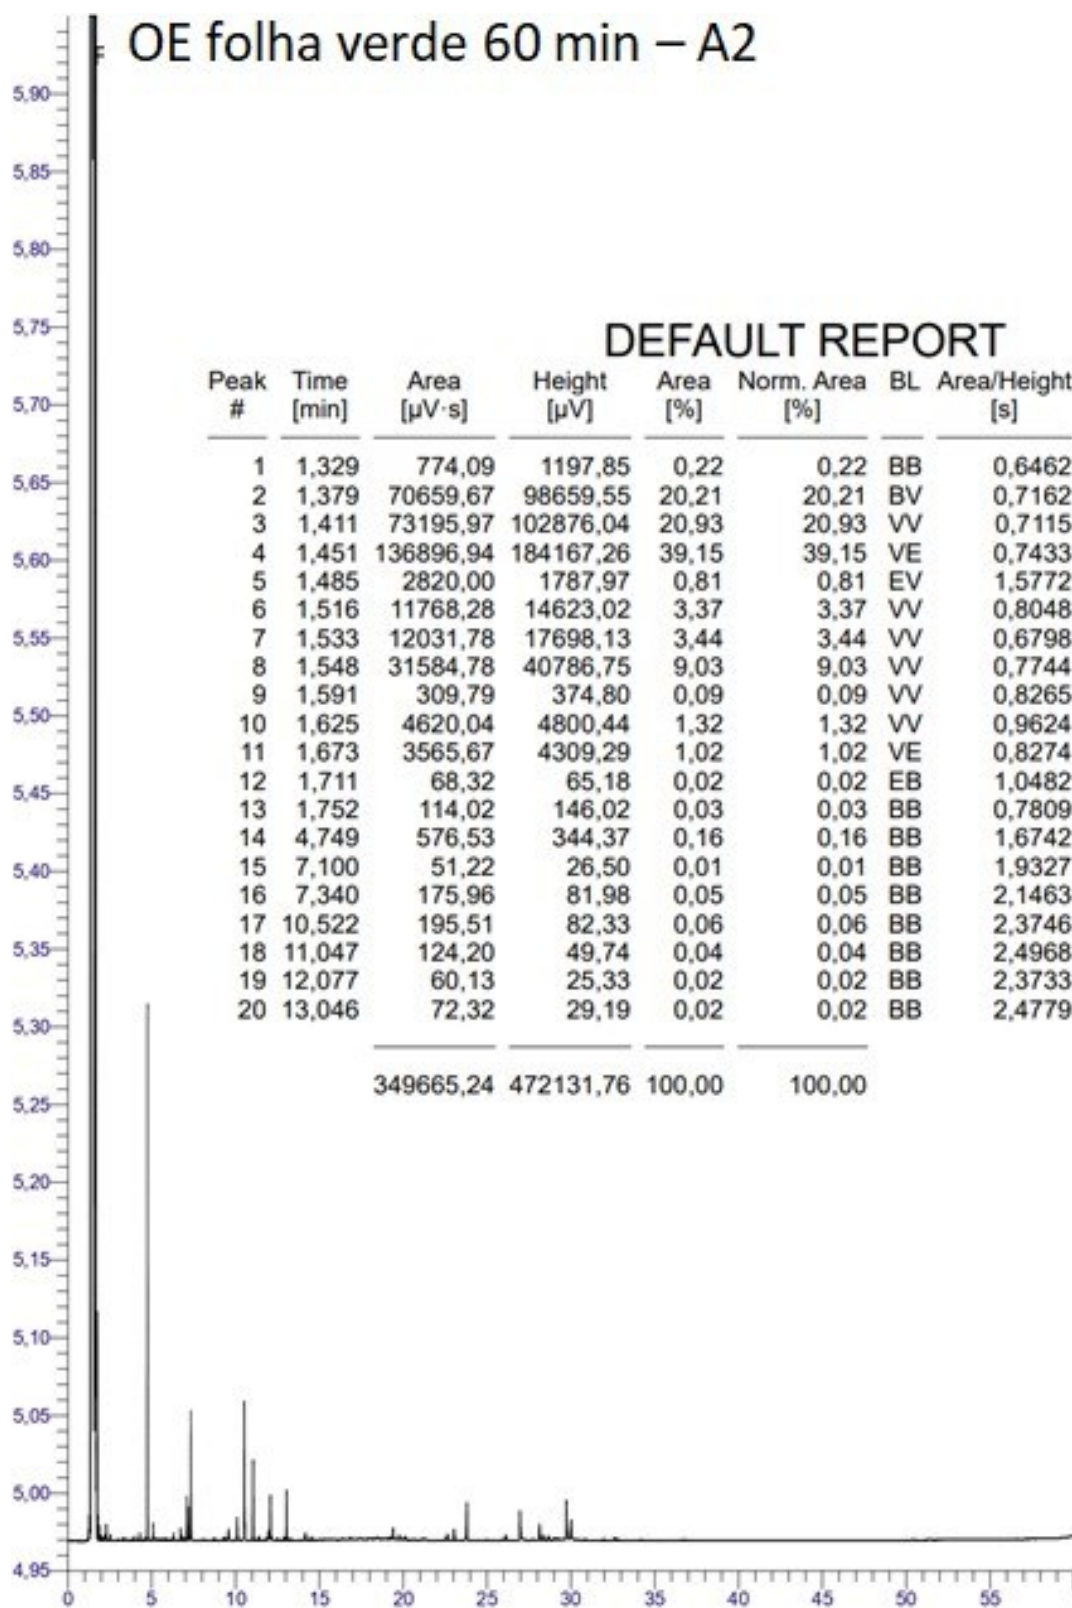 OE folha verde 60 min – A2
5,90
5,85
5,80
5,75
5,70
5,65
5,60
5,55
5,50
5,45
5,40
5,35
5,30
5,25
5,20
5,15
5,10
5,05
5,00
4,95
DEFAULT REPORT
Peak Time Area Height Area Norm. Area BL Area/Height
# [min] [µV·s] [µV] [%] [%] [s]
1 1,329 774,09 1197,85 0,22 0,22 BB 0,6462
2 1,379 70659,67 98659,55 20,21 20,21 BV 0,7162
3 1,411 73195,97 102876,04 20,93 20,93 VV 0,7115
4 1,451 136896,94 184167,26 39,15 39,15 VE 0,7433
5 1,485 2820,00 1787,97 0,81 0,81 EV 1,5772
6 1,516 11768,28 14623,02 3,37 3,37 VV 0,8048
7 1,533 12031,78 17698,13 3,44 3,44 VV 0,6798
8 1,548 31584,78 40786,75 9,03 9,03 VV 0,7744
9 1,591 309,79 374,80 0,09 0,09 VV 0,8265
10 1,625 4620,04 4800,44 1,32 1,32 VV 0,9624
11 1,673 3565,67 4309,29 1,02 1,02 VE 0,8274
12 1,711 68,32 65,18 0,02 0,02 EB 1,0482
13 1,752 114,02 146,02 0,03 0,03 BB 0,7809
14 4,749 576,53 344,37 0,16 0,16 BB 1,6742
15 7,100 51,22 26,50 0,01 0,01 BB 1,9327
16 7,340 175,96 81,98 0,05 0,05 BB 2,1463
17 10,522 195,51 82,33 0,06 0,06 BB 2,3746
18 11,047 124,20 49,74 0,04 0,04 BB 2,4968
19 12,077 60,13 25,33 0,02 0,02 BB 2,3733
20 13,046 72,32 29,19 0,02 0,02 BB 2,4779
349665,24 472131,76 100,00 100,00
0 5 10 15 20 25 30 35 40 45 50 55